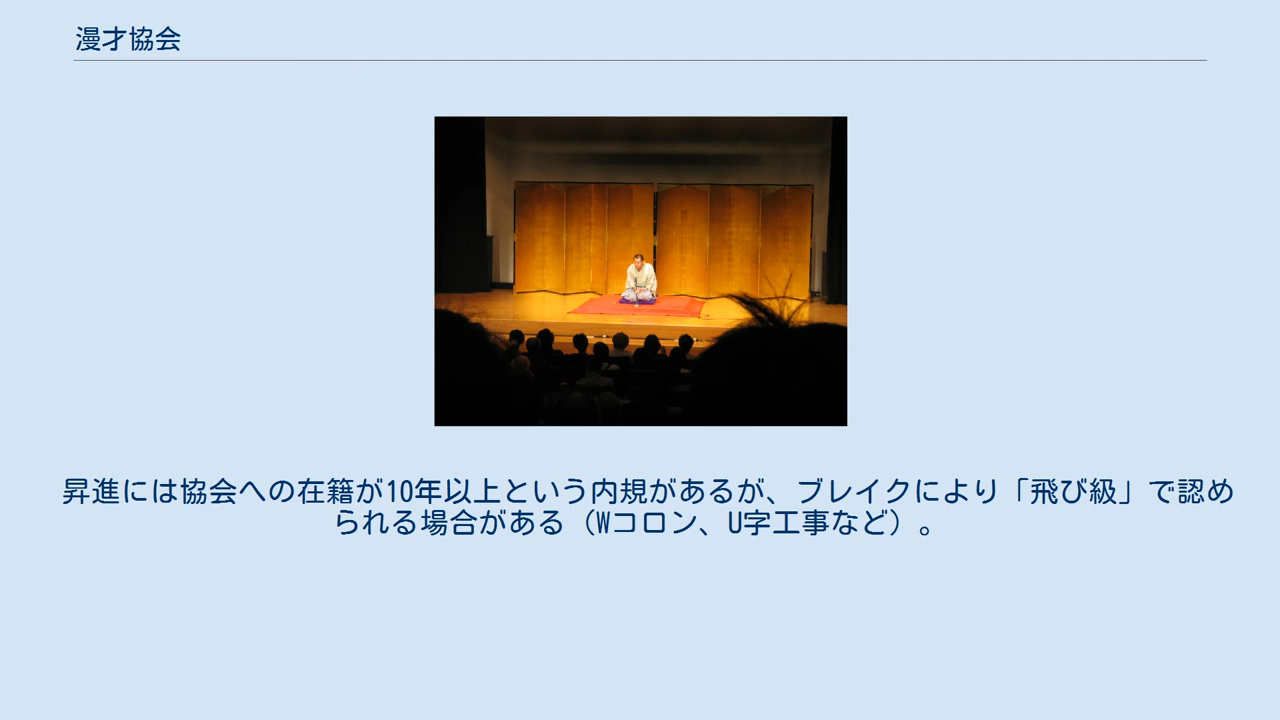 漫才協会
昇進には協会への在籍が10年以上という内規があるが、ブレイクにより「飛び級」で認め
られる場合がある（Wコロン、U字工事など）。